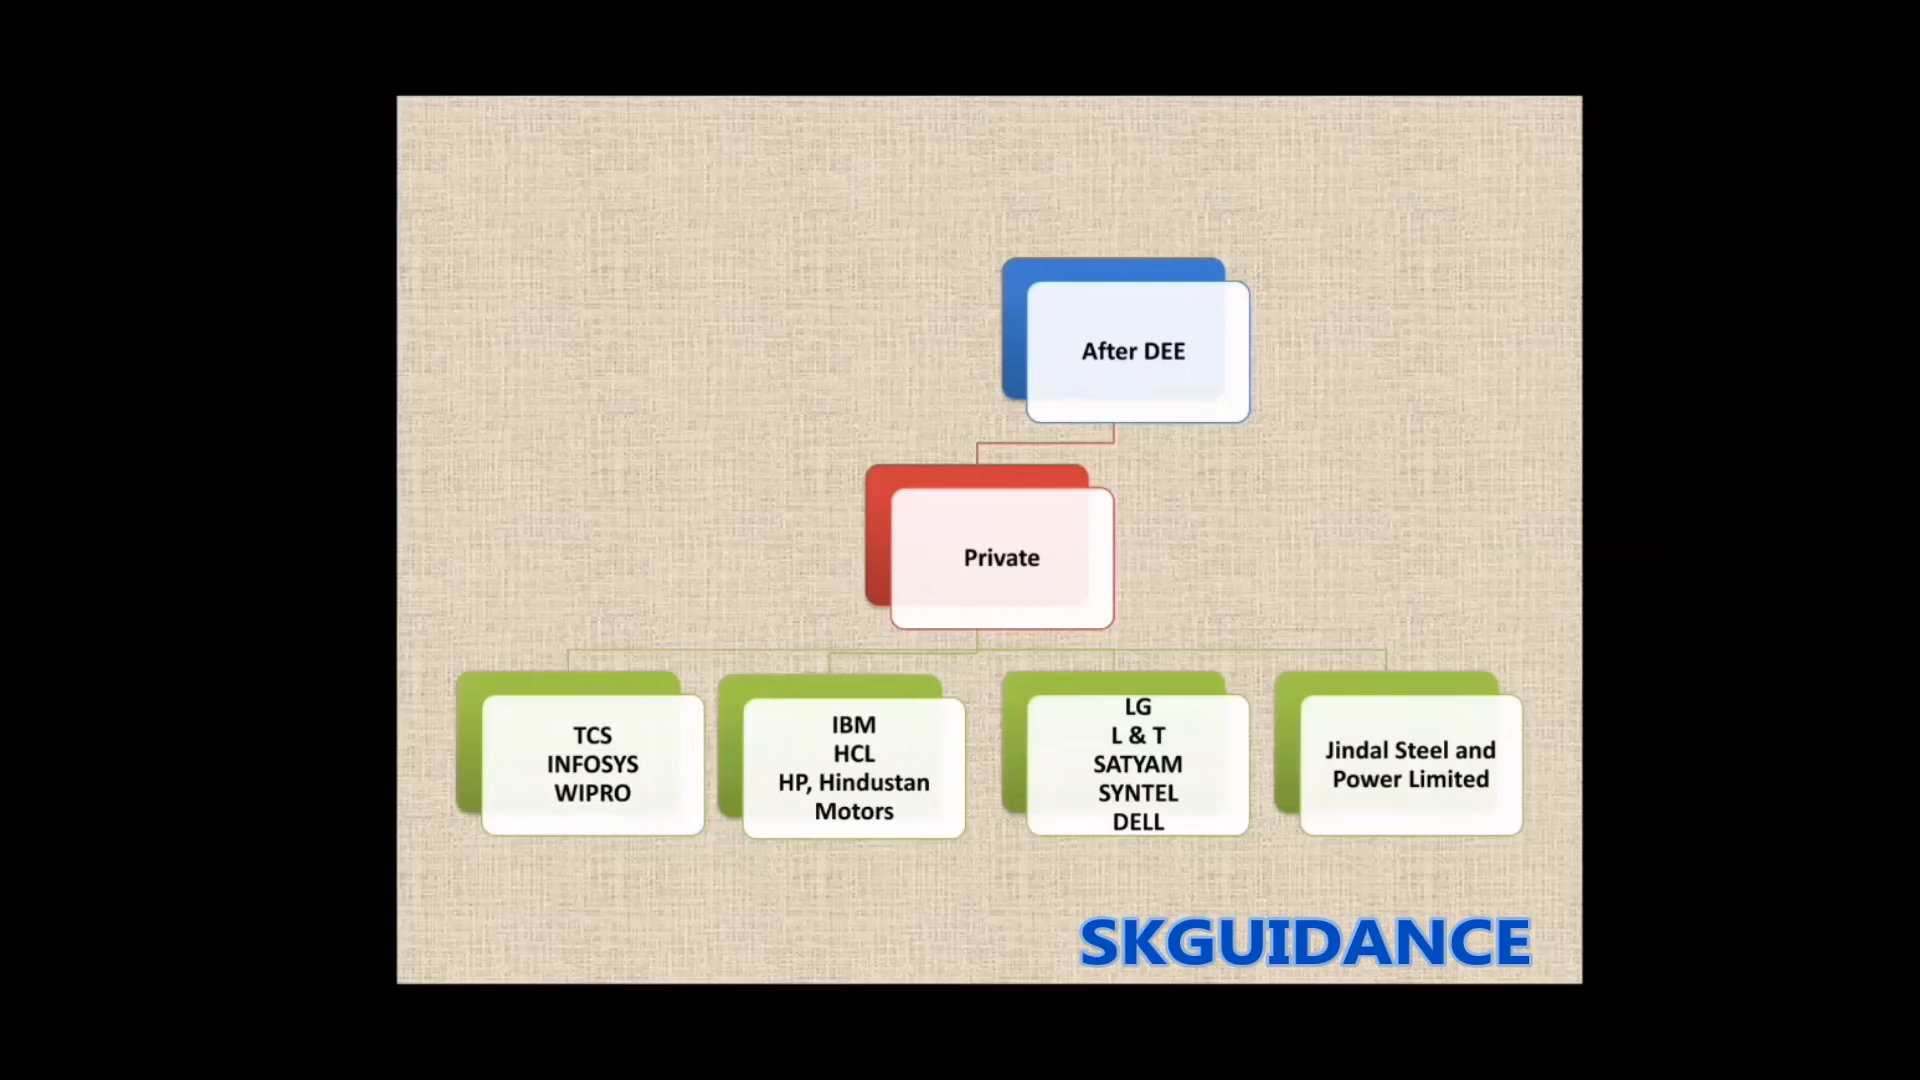 After DEE
Private
TCS
INFOSYS
WIPRO
IBM
HCL
HP, Hindustan
Motors
LG
L & T
SATYAM
SYNTEL
DELL
Jindal Steel and
Power Limited
SKGUIDANCE